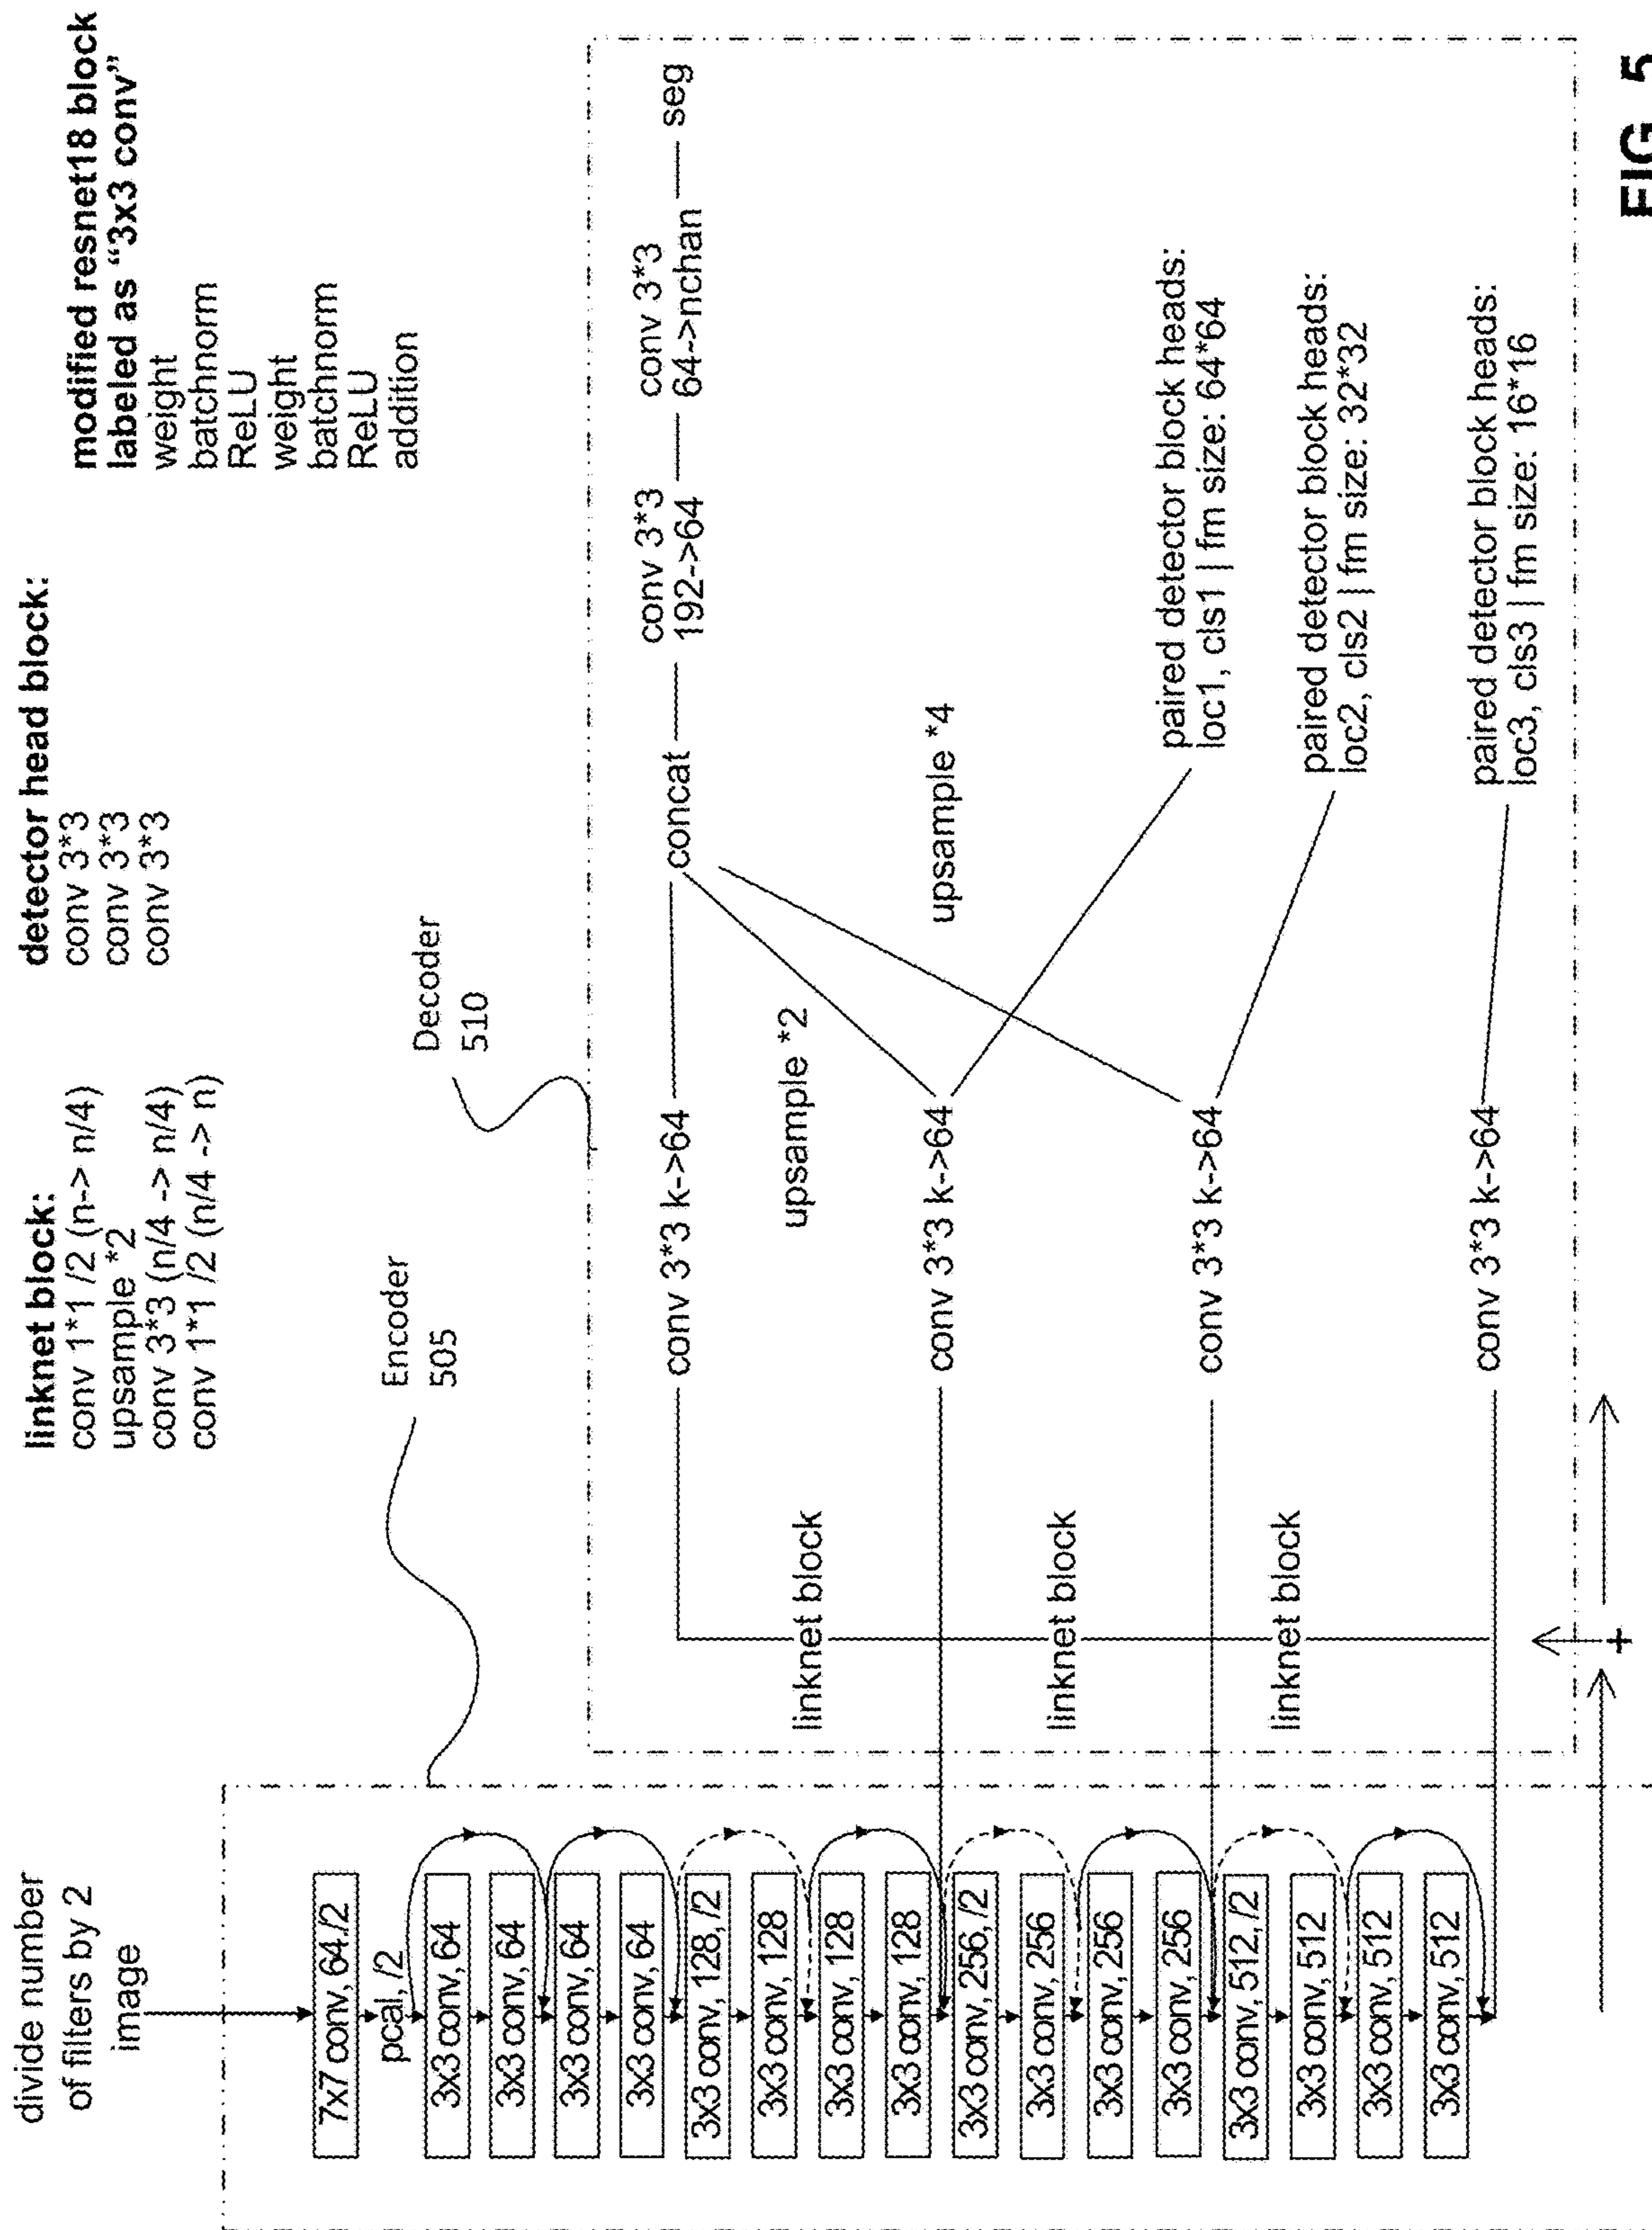 divide number
of filters by 2
image
7x7 conv, 64,/2
pcal, /2
3x3 conv, 64
3x3 conv, 64
3x3 conv, 64
3x3 conv, 64
3x3 conv, 128, /2
3x3 conv, 128
3x3 conv, 128
3x3 conv, 128
3x3 conv, 256, /2
3x3 conv, 256
3x3 conv, 256
3x3 conv, 256
3x3 conv, 512, /2
3x3 conv, 512
3x3 conv, 512
3x3 conv, 512
Encoder
505
linknet block:
conv 1*1 /2 (n-> n/4)
upsample *2
conv 3*3 (n/4 -> n/4)
conv 1*1 /2 (n/4 -> n)
detector head block:
conv 3*3
conv 3*3
conv 3*3
modified resnet18 block
labeled as “3x3 conv”
weight
batchnorm
ReLU
weight
batchnorm
ReLU
addition
Decoder
510
linknet block
linknet block
linknet block
+
conv 3*3 k->64
upsample *2
conv 3*3 k->64
conv 3*3 k->64
conv 3*3 k->64
concat
upsample *4
conv 3*3
192->64
conv 3*3
64->nchan
seg
paired detector block heads:
loc1, cls1 | fm size: 64*64
paired detector block heads:
loc2, cls2 | fm size: 32*32
paired detector block heads:
loc3, cls3 | fm size: 16*16
FIG. 5